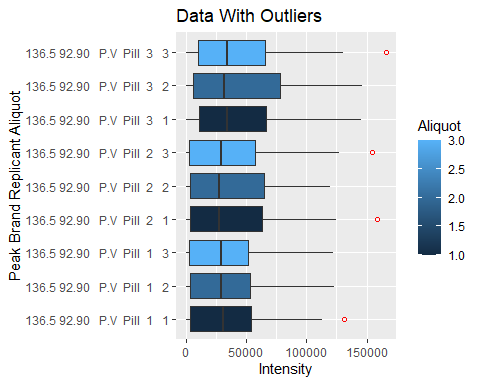 Data With Outliers
Peak Brand Replicant Aliquot
136.5 92.90 P.V Pill 3 3
136.5 92.90 P.V Pill 3 2
136.5 92.90 P.V Pill 3 1
136.5 92.90 P.V Pill 2 3
136.5 92.90 P.V Pill 2 2
136.5 92.90 P.V Pill 2 1
136.5 92.90 P.V Pill 1 3
136.5 92.90 P.V Pill 1 2
136.5 92.90 P.V Pill 1 1
0 50000 100000 150000
Intensity
Aliquot
3.0
2.5
2.0
1.5
1.0